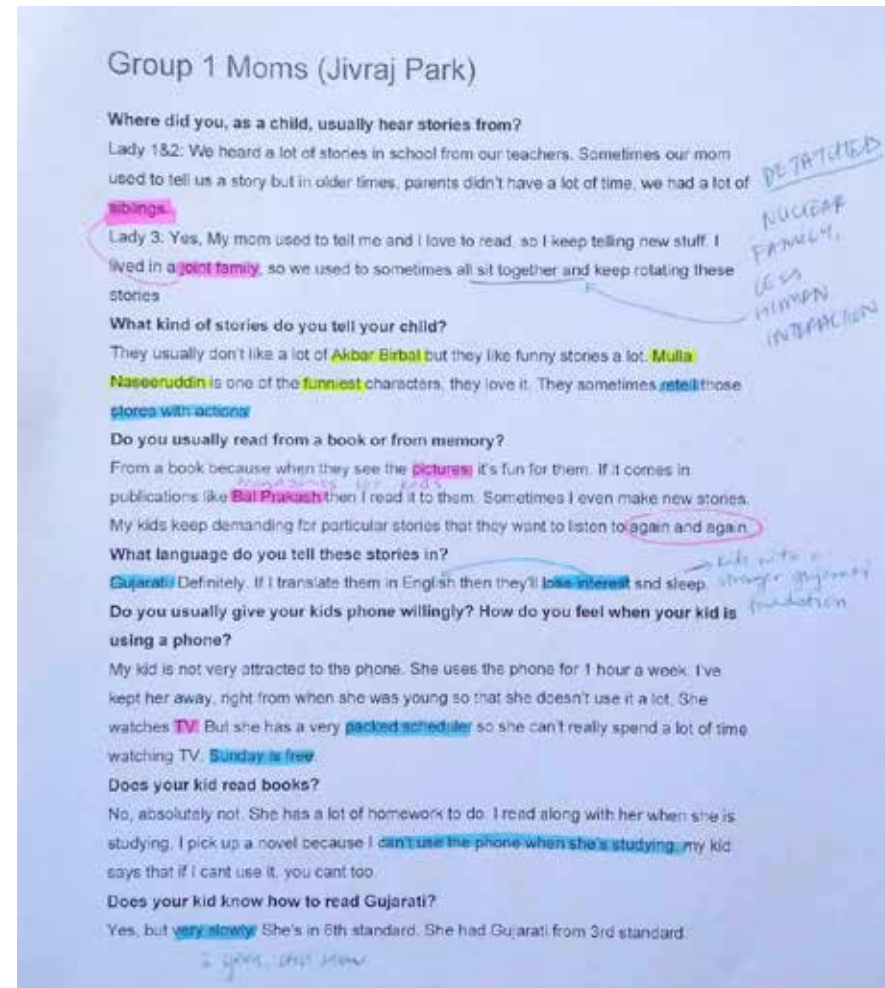 Group 1 Moms (Jivraj Park)
Where did you, as a child, usually hear stories from?
Lady 1&2: We heard a lot of stories in school from our teachers. Sometimes our mom
used to tell us a story but in older times, parents didn't have a lot of time, we had a lot of
siblings.
DETATCHED
NUCLEAR
FAMILY,
LESS
HUMAN
INTERACTION
Lady 3: Yes, My mom used to tell me and I love to read, so I keep telling new stuff. I
lived in a joint family, so we used to sometimes all sit together and keep rotating these
stories
What kind of stories do you tell your child?
They usually don't like a lot of Akbar Birbal but they like funny stories a lot. Mulla
Naseeruddin is one of the funniest characters, they love it. They sometimes retell those
stores with actions
Do you usually read from a book or from memory?
From a book because when they see the pictures, it's fun for them. If it comes in
magazines for kids
publications like Bal Prakash then I read it to them. Sometimes I even make new stories.
My kids keep demanding for particular stories that they want to listen to again and again.
What language do you tell these stories in?
Gujarati Definitely. If I translate them in English then they'll lose interest snd sleep.
kids with a
stronger gujarati
foundation
Do you usually give your kids phone willingly? How do you feel when your kid is
using a phone?
My kid is not very attracted to the phone. She uses the phone for 1 hour a week. I've
kept her away, right from when she was young so that she doesn't use it a lot. She
watches TV. But she has a very packed scheduler so she can't really spend a lot of time
watching TV. Sunday is free
Does your kid read books?
No, absolutely not. She has a lot of homework to do. I read along with her when she is
studying, I pick up a novel because I can't use the phone when she's studying, my kid
says that if I cant use it, you cant too.
Does your kid know how to read Gujarati?
Yes, but very slowly. She's in 6th standard. She had Gujarati from 3rd standard.